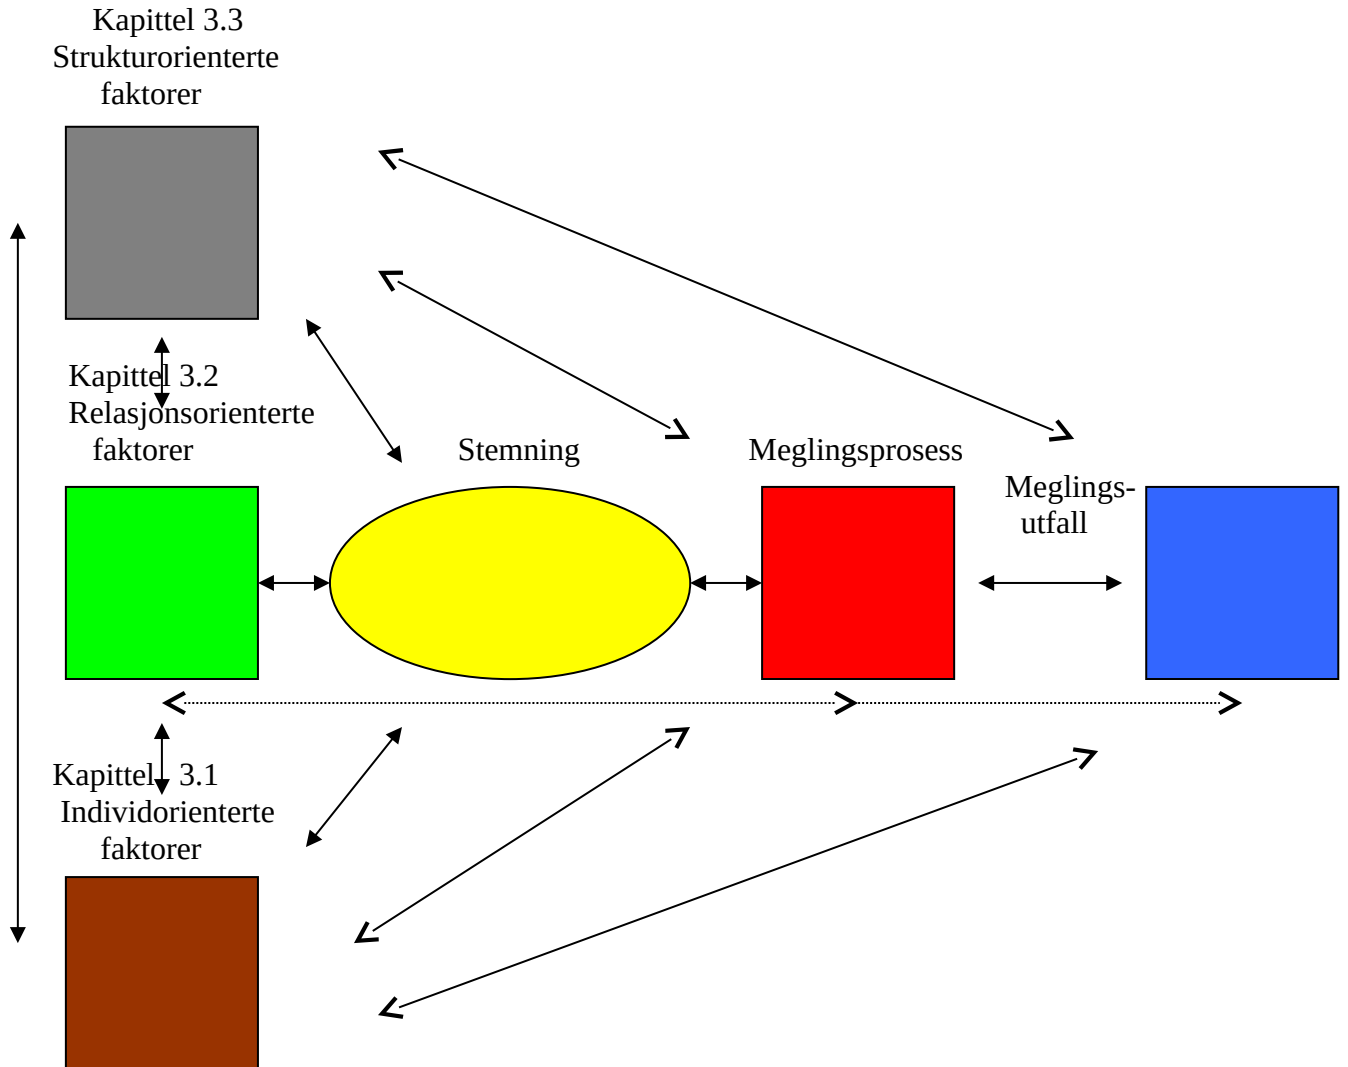 Kapittel 3.3
Strukturorienterte
faktorer
Kapittel 3.2
Relasjonsorienterte
faktorer
Stemning
Meglingsprosess
Meglings-
utfall
Kapittel 3.1
Individorienterte
faktorer